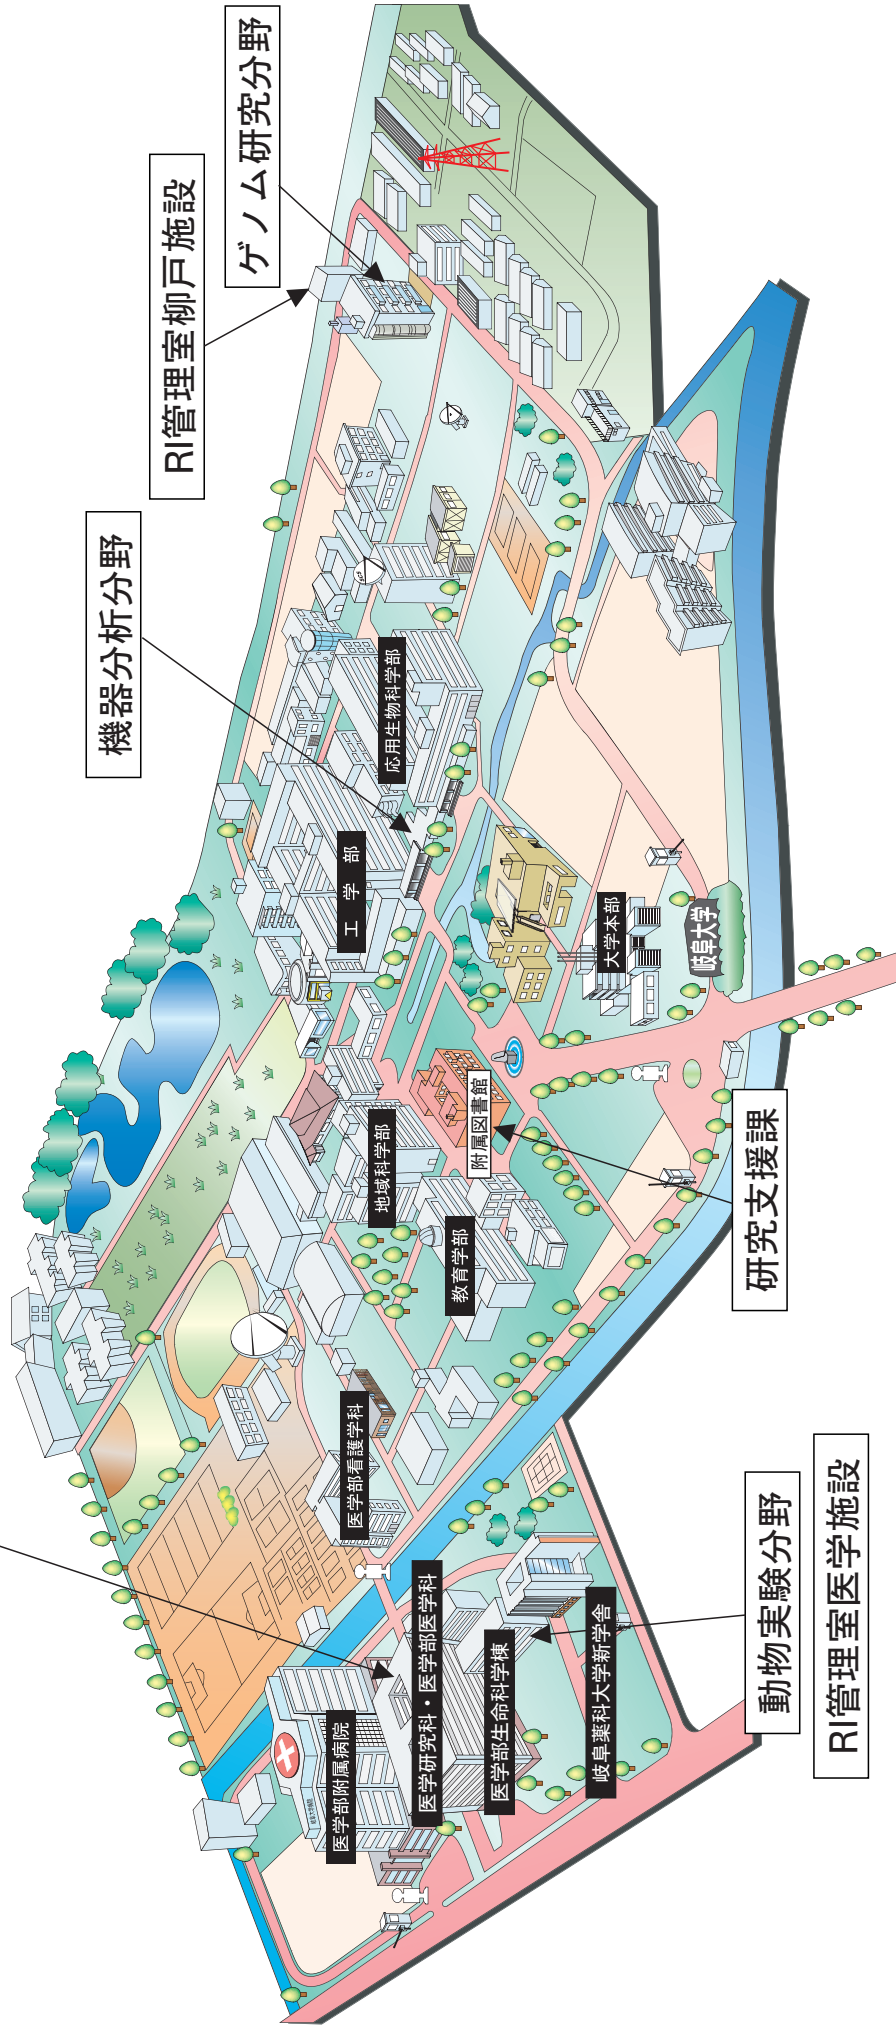 ゲノム研究分野
RI管理室柳戸施設
機器分析分野
応用生物科学部
工学部
大学本部
岐阜大学
附属図書館
地域科学部
教育学部
研究支援課
医学部看護学科
医学部附属病院
医学研究科・医学部医学科
医学部生命科学棟
岐阜薬科大学新学舎
動物実験分野
RI管理室医学施設